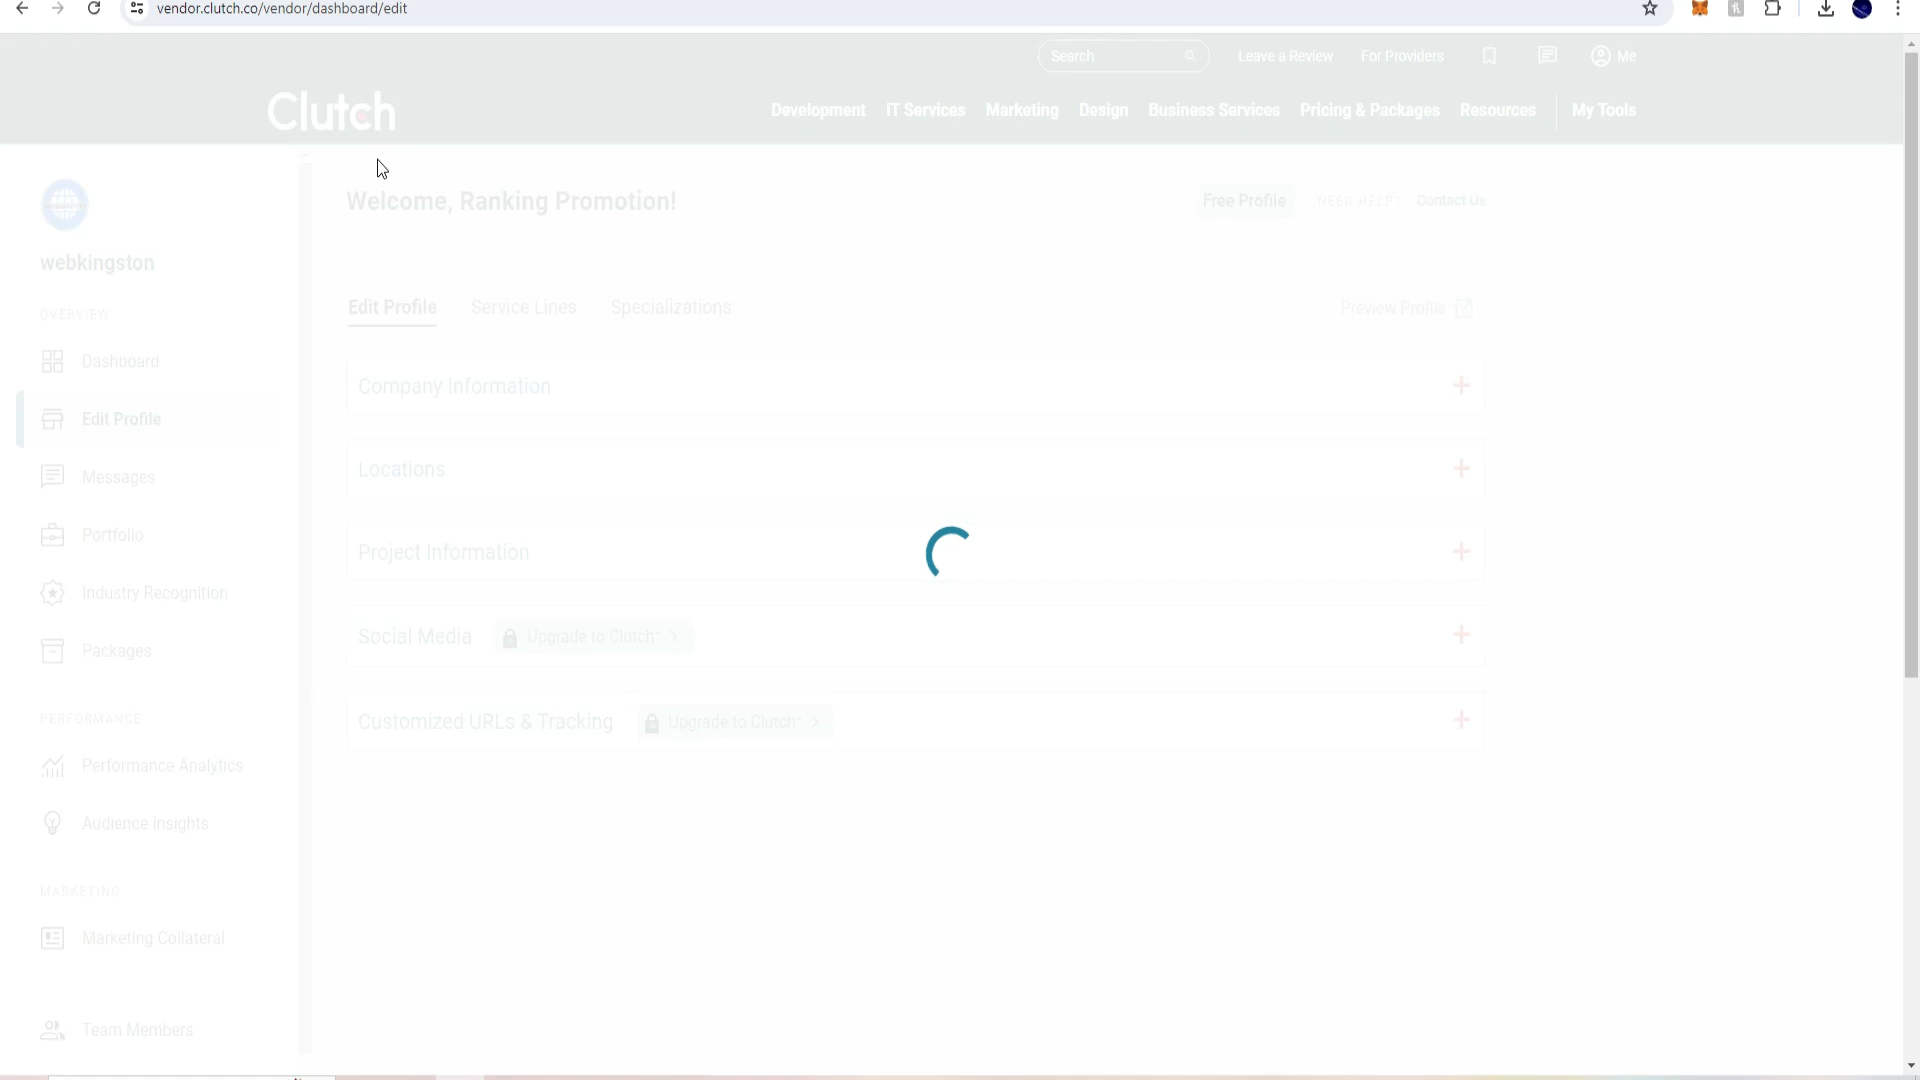 vendor.clutch.co/vendor/dashboard/edit
Search
Leave a Review
For Providers
Me
Clutch
Development
IT Services
Marketing
Design
Business Services
Pricing & Packages
Resources
My Tools
webkingston
OVERVIEW
Dashboard
Edit Profile
Messages
Portfolio
Industry Recognition
Packages
PERFORMANCE
Performance Analytics
Audience Insights
MARKETING
Marketing Collateral
Team Members
Welcome, Ranking Promotion!
Free Profile
NEED HELP?
Contact Us
Edit Profile
Service Lines
Specializations
Preview Profile
Company Information
Locations
Project Information
Social Media
Upgrade to Clutch+ >
Customized URLs & Tracking
Upgrade to Clutch+ >